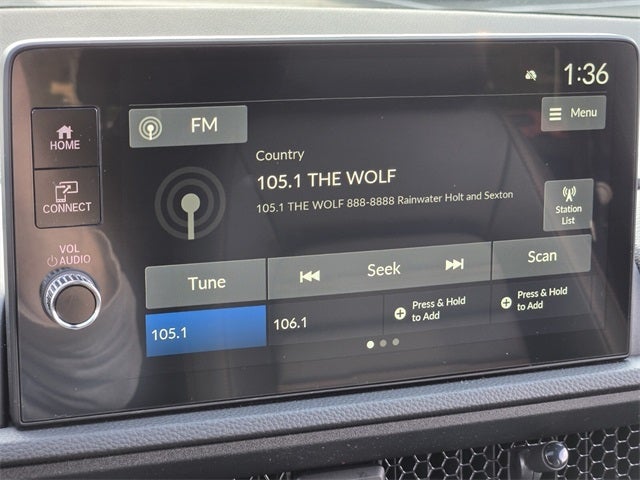 1:36
FM
Menu
HOME
Country
105.1 THE WOLF
105.1 THE WOLF 888-8888 Rainwater Holt and Sexton
CONNECT
Station
List
VOL
AUDIO
Tune
Seek
Scan
105.1
106.1
Press & Hold
to Add
Press & Hold
to Add